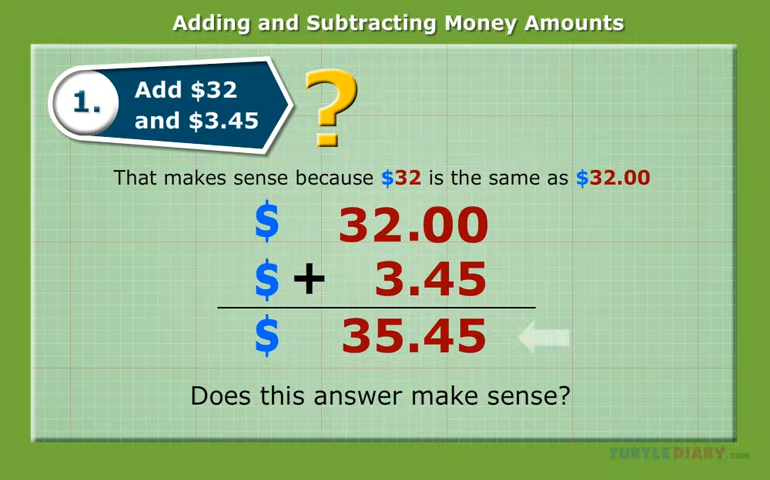 Adding and Subtracting Money Amounts
1.
Add $32
and $3.45
?
That makes sense because $32 is the same as $32.00
$ 32.00
$ + 3.45
$ 35.45
Does this answer make sense?
TURTLEDIARY.com